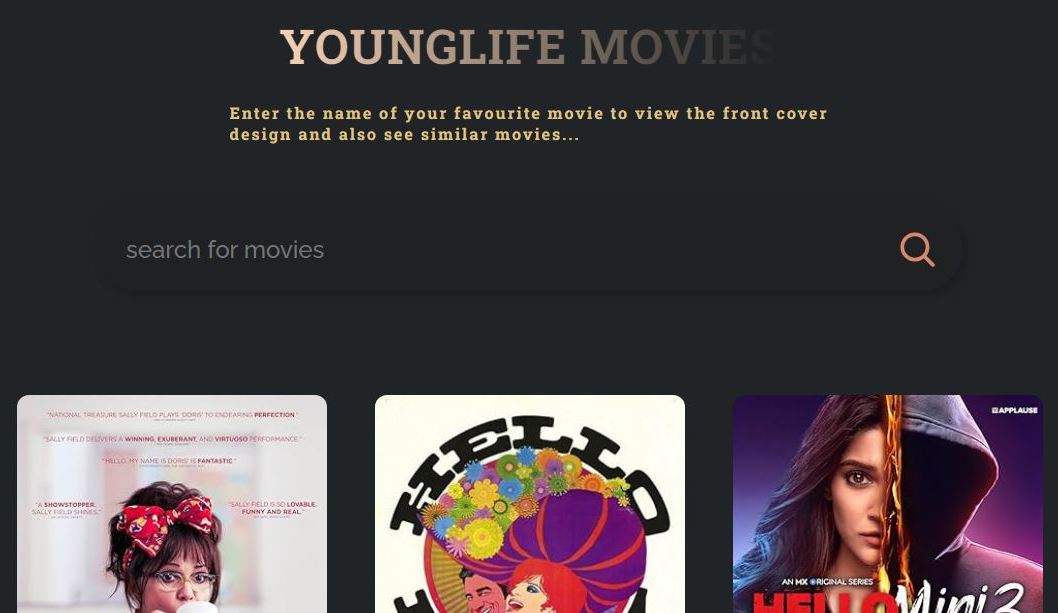 YOUNGLIFE MOVIES
Enter the name of your favourite movie to view the front cover
design and also see similar movies...
search for movies
"NATIONAL TREASURE SALLY FIELD PLAYS 'DORIS' TO ENDEARING PERFECTION."
"SALLY FIELD DELIVERS A WINNING, EXUBERANT, AND VIRTUOSO PERFORMANCE."
"'HELLO, MY NAME IS DORIS' IS FANTASTIC."
"A SHOWSTOPPER.
SALLY FIELD SHINES."
"SALLY FIELD IS SO LOVABLE,
FUNNY AND REAL."
HELLO
APPLAUSE
AN MX ORIGINAL SERIES
HELLO Mini 3